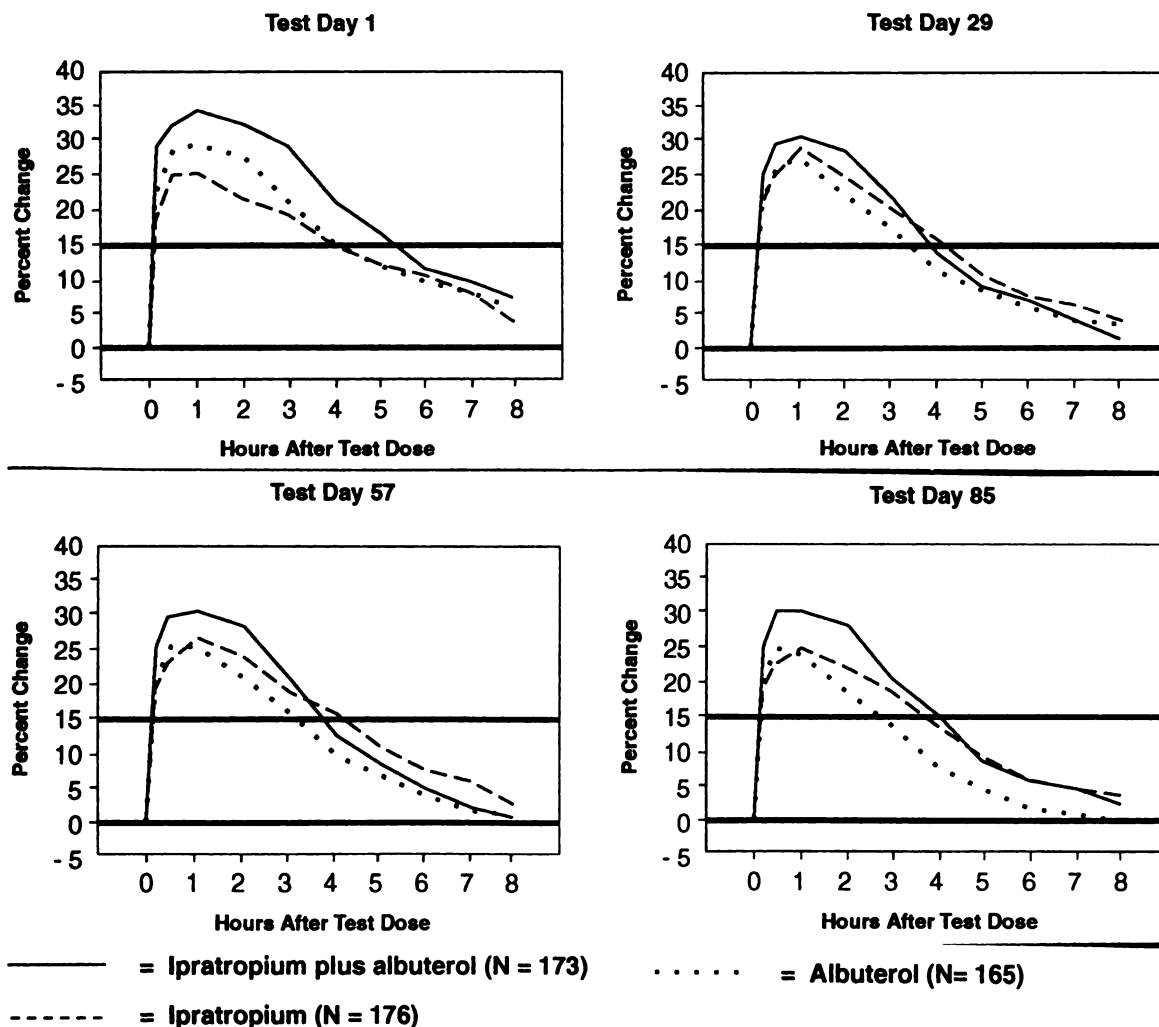 Test Day 1
40
35
30
25
20
15
10
5
0
- 5
Percent Change
0 1 2 3 4 5 6 7 8
Hours After Test Dose
Test Day 29
40
35
30
25
20
15
10
5
0
- 5
Percent Change
0 1 2 3 4 5 6 7 8
Hours After Test Dose
Test Day 57
40
35
30
25
20
15
10
5
0
- 5
Percent Change
0 1 2 3 4 5 6 7 8
Hours After Test Dose
Test Day 85
40
35
30
25
20
15
10
5
0
- 5
Percent Change
0 1 2 3 4 5 6 7 8
Hours After Test Dose
= Ipratropium plus albuterol (N = 173)
= Albuterol (N= 165)
= Ipratropium (N = 176)